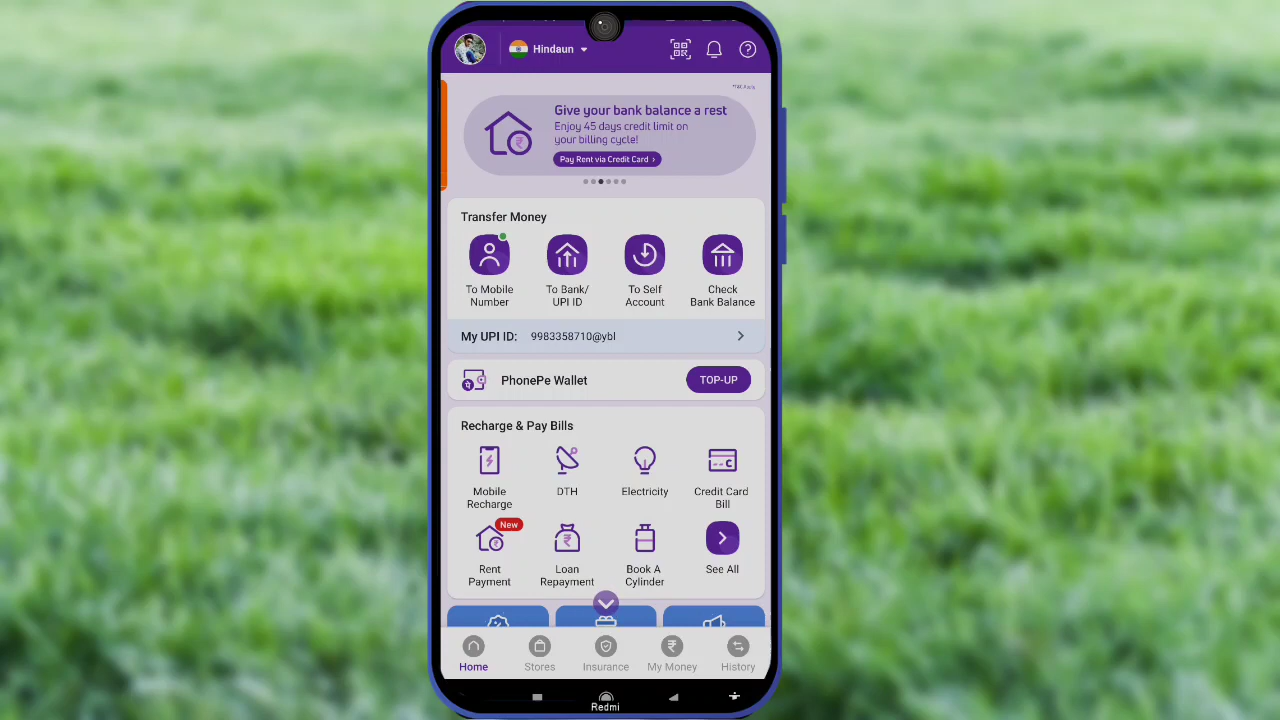 Hindaun
Give your bank balance a rest
Enjoy 45 days credit limit on
your billing cycle!
Pay Rent via Credit Card ›
Transfer Money
To Mobile
Number
To Bank/
UPI ID
To Self
Account
Check
Bank Balance
My UPI ID: 9983358710@ybl
PhonePe Wallet
TOP-UP
Recharge & Pay Bills
Mobile
Recharge
DTH
Electricity
Credit Card
Bill
New
Rent
Payment
Loan
Repayment
Book A
Cylinder
See All
Home
Stores
Insurance
My Money
History
Redmi